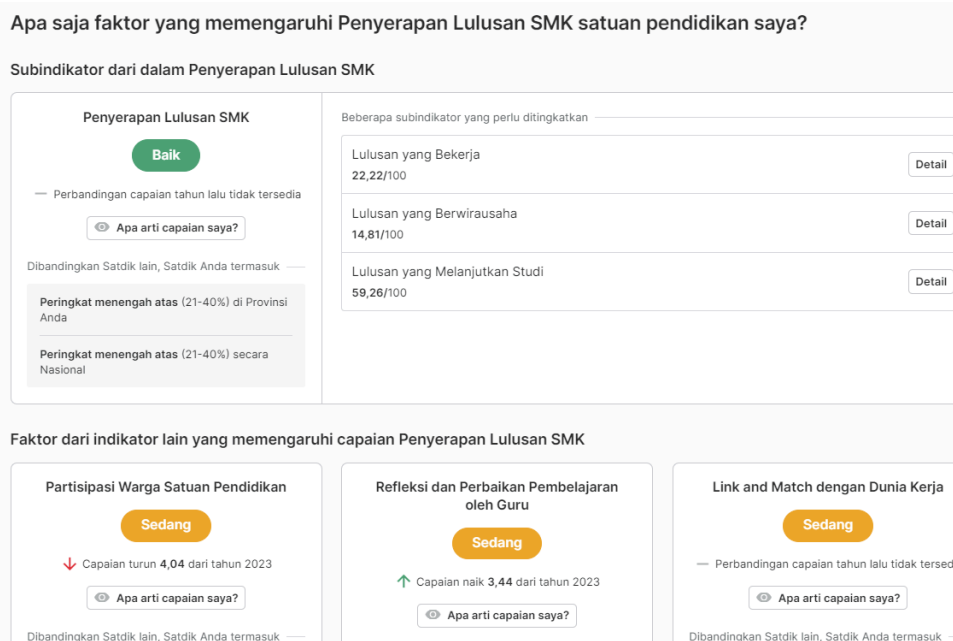 Apa saja faktor yang memengaruhi Penyerapan Lulusan SMK satuan pendidikan saya?
Subindikator dari dalam Penyerapan Lulusan SMK
Penyerapan Lulusan SMK
Baik
Perbandingan capaian tahun lalu tidak tersedia
Apa arti capaian saya?
Dibandingkan Satdik lain, Satdik Anda termasuk
Peringkat menengah atas (21-40%) di Provinsi
Anda
Peringkat menengah atas (21-40%) secara
Nasional
Beberapa subindikator yang perlu ditingkatkan
Lulusan yang Bekerja
22,22/100
Detail
Lulusan yang Berwirausaha
14,81/100
Detail
Lulusan yang Melanjutkan Studi
59,26/100
Detail
Faktor dari indikator lain yang memengaruhi capaian Penyerapan Lulusan SMK
Partisipasi Warga Satuan Pendidikan
Sedang
Capaian turun 4,04 dari tahun 2023
Apa arti capaian saya?
Dibandingkan Satdik lain, Satdik Anda termasuk
Refleksi dan Perbaikan Pembelajaran
oleh Guru
Sedang
Capaian naik 3,44 dari tahun 2023
Apa arti capaian saya?
Link and Match dengan Dunia Kerja
Sedang
Perbandingan capaian tahun lalu tidak tersed
Apa arti capaian saya?
Dibandingkan Satdik lain, Satdik Anda termasuk